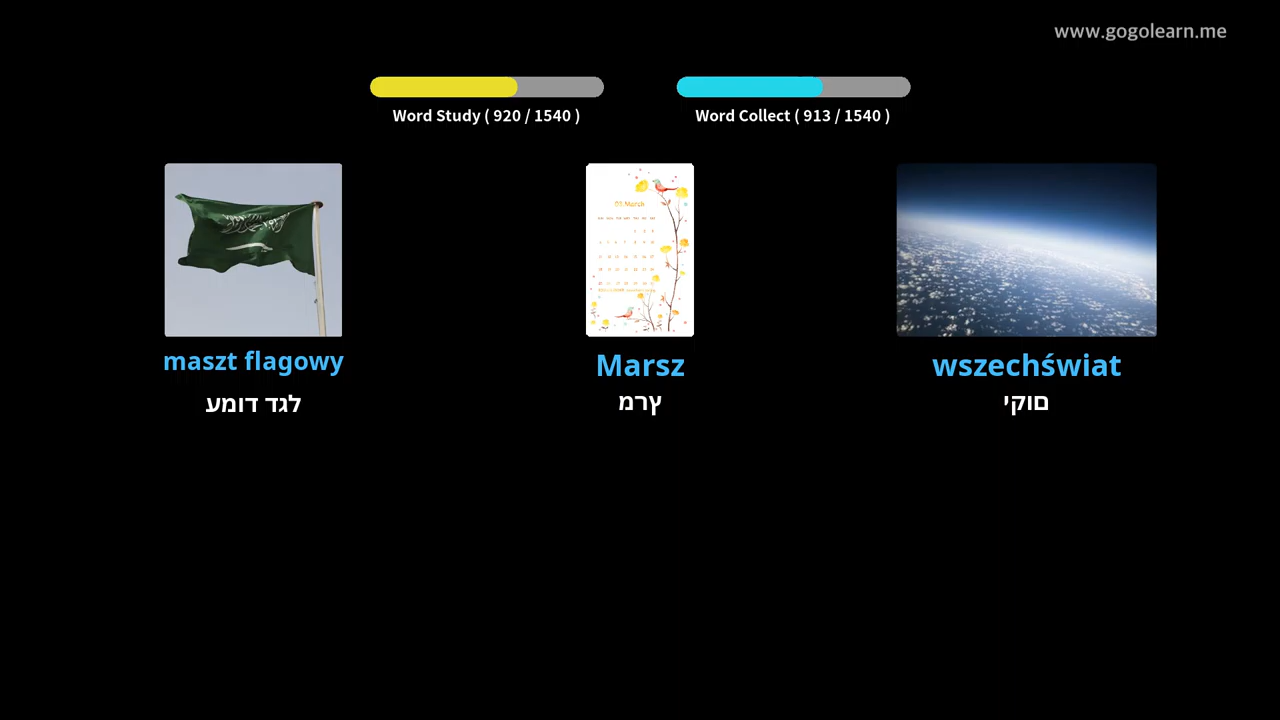 www.gogolearn.me
Word Study ( 920 / 1540 )
Word Collect ( 913 / 1540 )
maszt flagowy
לגד דומע
Marsz
ץרמ
wszechświat
םוקי